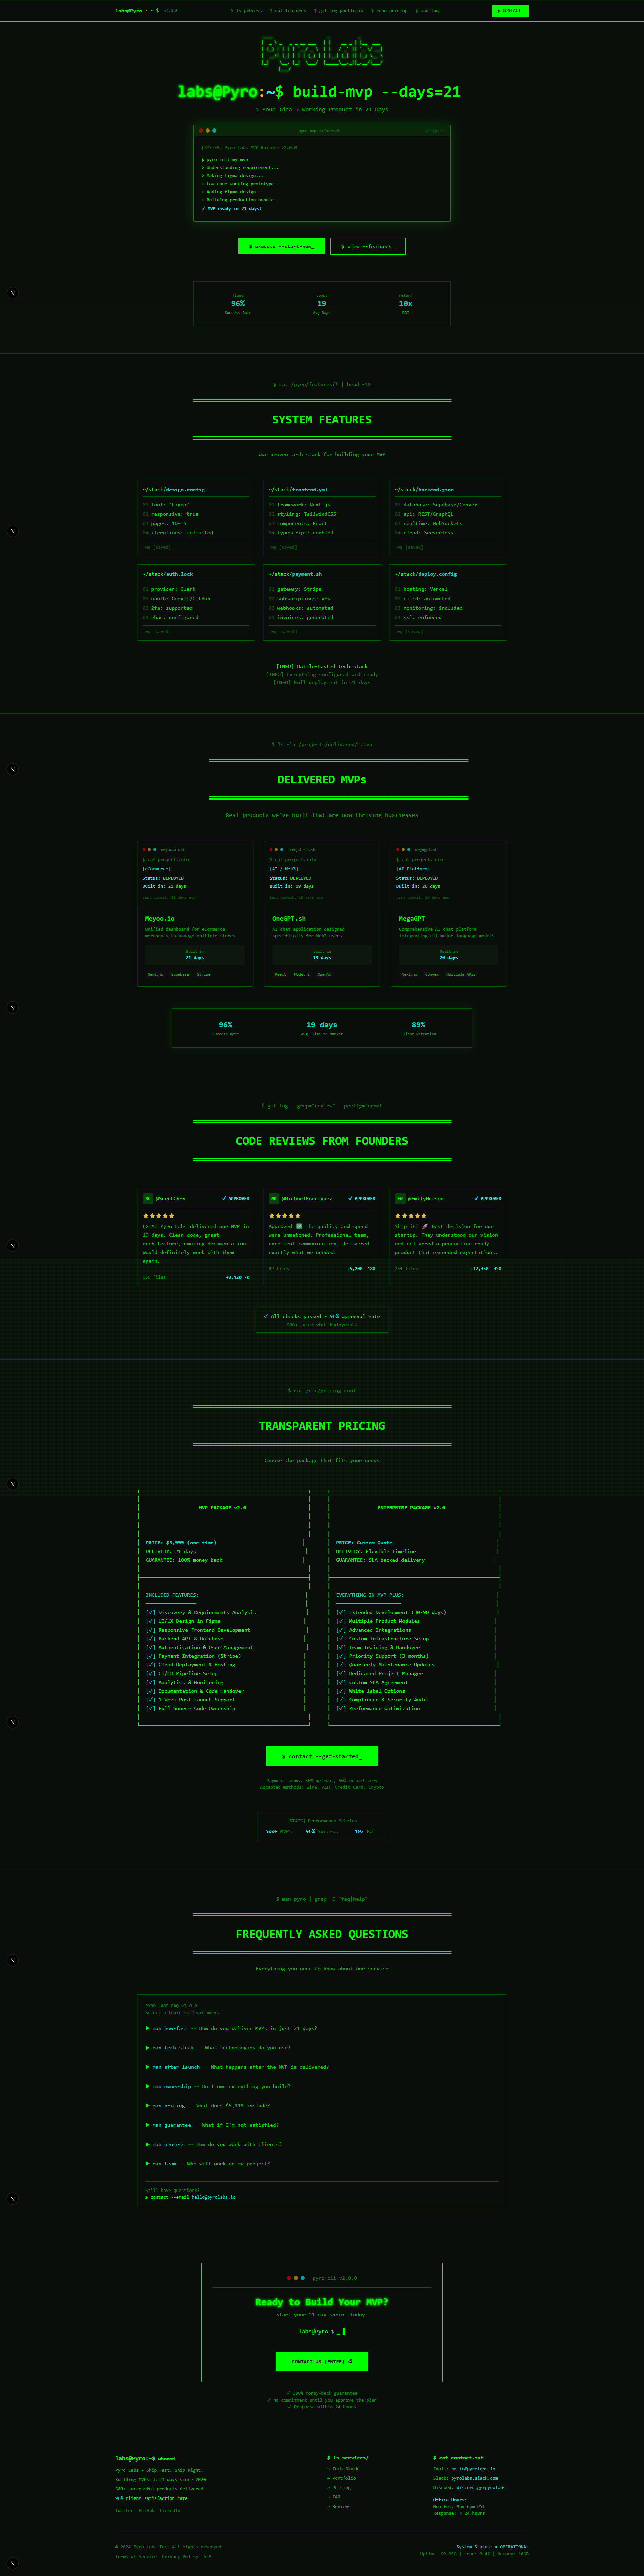 labs@Pyro : ~ $ v2.0.0
$ ls process $ cat features $ git log portfolio $ echo pricing $ man faq
$ CONTACT_
Pyro Labs
labs@Pyro:~$ build-mvp --days=21
> Your Idea → Working Product in 21 Days
pyro-mvp-builder.sh
[SYSTEM] Pyro Labs MVP Builder v2.0.0
$ pyro init my-mvp
> Understanding requirement...
> Making figma design...
> Low code working prototype...
> Adding figma design...
> Building production bundle...
✓ MVP ready in 21 days!
$ execute --start-now_
$ view --features_
96% 19 10x
Success Rate Avg Days ROI
$ cat /pyro/features/* | head -50
SYSTEM FEATURES
Our proven tech stack for building your MVP
~/stack/design.config
01 tool: 'Figma'
02 responsive: true
03 pages: 10-15
04 iterations: unlimited
:wq [saved]
~/stack/frontend.yml
01 framework: Next.js
02 styling: TailwindCSS
03 components: React
04 typescript: enabled
:wq [saved]
~/stack/backend.json
01 database: Supabase/Convex
02 api: REST/GraphQL
03 realtime: WebSockets
04 cloud: Serverless
:wq [saved]
~/stack/auth.lock
01 provider: Clerk
02 oauth: Google/GitHub
03 2fa: supported
04 rbac: configured
:wq [saved]
~/stack/payment.sh
01 gateway: Stripe
02 subscriptions: yes
03 webhooks: automated
04 invoices: generated
:wq [saved]
~/stack/deploy.config
01 hosting: Vercel
02 ci_cd: automated
03 monitoring: included
04 ssl: enforced
:wq [saved]
[INFO] Battle-tested tech stack
[INFO] Everything configured and ready
[INFO] Full deployment in 21 days
$ ls -la /projects/delivered/*.mvp
DELIVERED MVPs
Real products we've built that are now thriving businesses
meyoo.io.sh
$ cat project.info
[eCommerce]
Status: DEPLOYED
Built in: 21 days
Meyoo.io
Unified dashboard for eCommerce
merchants to manage multiple stores
Built in
21 days
Next.js Supabase Stripe
onegpt.sh.sh
$ cat project.info
[AI / Web3]
Status: DEPLOYED
Built in: 19 days
OneGPT.sh
AI chat application designed
specifically for Web3 users
Built in
19 days
React Node.js OpenAI
megagpt.sh
$ cat project.info
[AI Platform]
Status: DEPLOYED
Built in: 20 days
MegaGPT
Comprehensive AI chat platform
integrating all major language models
Built in
20 days
Next.js Convex Multiple APIs
96% 19 days 89%
Success Rate Avg. Time to Market Client Retention
$ git log --grep="review" --pretty=format
CODE REVIEWS FROM FOUNDERS
SC @SarahChen ✓ APPROVED
LGTM! Pyro Labs delivered our MVP in
19 days. Clean code, great
architecture, amazing documentation.
Would definitely work with them
again.
+8,420 -0
MR @MichaelRodriguez ✓ APPROVED
Approved ✅ The quality and speed
were unmatched. Professional team,
excellent communication, delivered
exactly what we needed.
89 files +5,200 -180
EW @EmilyWatson ✓ APPROVED
Ship it! 🚀 Best decision for our
startup. They understood our vision
and delivered a production-ready
product that exceeded expectations.
234 files +12,350 -420
✓ All checks passed • 96% approval rate
500+ successful deployments
$ cat /etc/pricing.conf
TRANSPARENT PRICING
Choose the package that fits your needs
MVP PACKAGE v2.0
PRICE: $5,999 (one-time)
DELIVERY: 21 days
GUARANTEE: 100% money-back
INCLUDED FEATURES:
[✓] Discovery & Requirements Analysis
[✓] UI/UX Design in Figma
[✓] Responsive Frontend Development
[✓] Backend API & Database
[✓] Authentication & User Management
[✓] Payment Integration (Stripe)
[✓] Cloud Deployment & Hosting
[✓] CI/CD Pipeline Setup
[✓] Analytics & Monitoring
[✓] Documentation & Code Handover
[✓] 1 Week Post-Launch Support
[✓] Full Source Code Ownership
ENTERPRISE PACKAGE v2.0
PRICE: Custom Quote
DELIVERY: Flexible timeline
GUARANTEE: SLA-backed delivery
EVERYTHING IN MVP PLUS:
[✓] Extended Development (30-90 days)
[✓] Multiple Product Modules
[✓] Advanced Integrations
[✓] Custom Infrastructure Setup
[✓] Team Training & Handover
[✓] Priority Support (3 months)
[✓] Quarterly Maintenance Updates
[✓] Dedicated Project Manager
[✓] Custom SLA Agreement
[✓] White-label Options
[✓] Compliance & Security Audit
[✓] Performance Optimization
$ contact --get-started_
Payment terms: 50% upfront, 50% on delivery
Accepted methods: Wire, ACH, Credit Card, Crypto
[STATS] Performance Metrics
500+ MVPs 96% Success 10x ROI
$ man pyro | grep -E "faq|help"
FREQUENTLY ASKED QUESTIONS
Everything you need to know about our service
PYRO LABS FAQ v2.0.0
Select a topic to learn more:
▶ man how-fast -- How do you deliver MVPs in just 21 days?
▶ man tech-stack -- What technologies do you use?
▶ man after-launch -- What happens after the MVP is delivered?
▶ man ownership -- Do I own everything you build?
▶ man pricing -- What does $5,999 include?
▶ man guarantee -- What if I'm not satisfied?
▶ man process -- How do you work with clients?
▶ man team -- Who will work on my project?
Still have questions?
$ contact --email=hello@pyrolabs.io
pyro-cli v2.0.0
Ready to Build Your MVP?
Start your 21-day sprint today.
labs@Pyro $ _
CONTACT US [ENTER] ⏎
✓ 100% money-back guarantee
✓ No commitment until you approve the plan
✓ Response within 24 hours
labs@Pyro:~$ whoami
Pyro Labs - Ship Fast. Ship Right.
Building MVPs in 21 days since 2020
500+ successful products delivered
96% client satisfaction rate
Twitter GitHub LinkedIn
$ ls services/
→ Tech Stack
→ Portfolio
→ Pricing
→ FAQ
→ Reviews
$ cat contact.txt
Email: hello@pyrolabs.io
Slack: pyrolabs.slack.com
Discord: discord.gg/pyrolabs
Office Hours:
Mon-Fri: 9am-6pm PST
Response: < 24 hours
© 2024 Pyro Labs Inc. All rights reserved.
Terms of Service Privacy Policy SLA
System Status: ● OPERATIONAL
Uptime: 99.97% | Load: 0.42 | Memory: 16GB